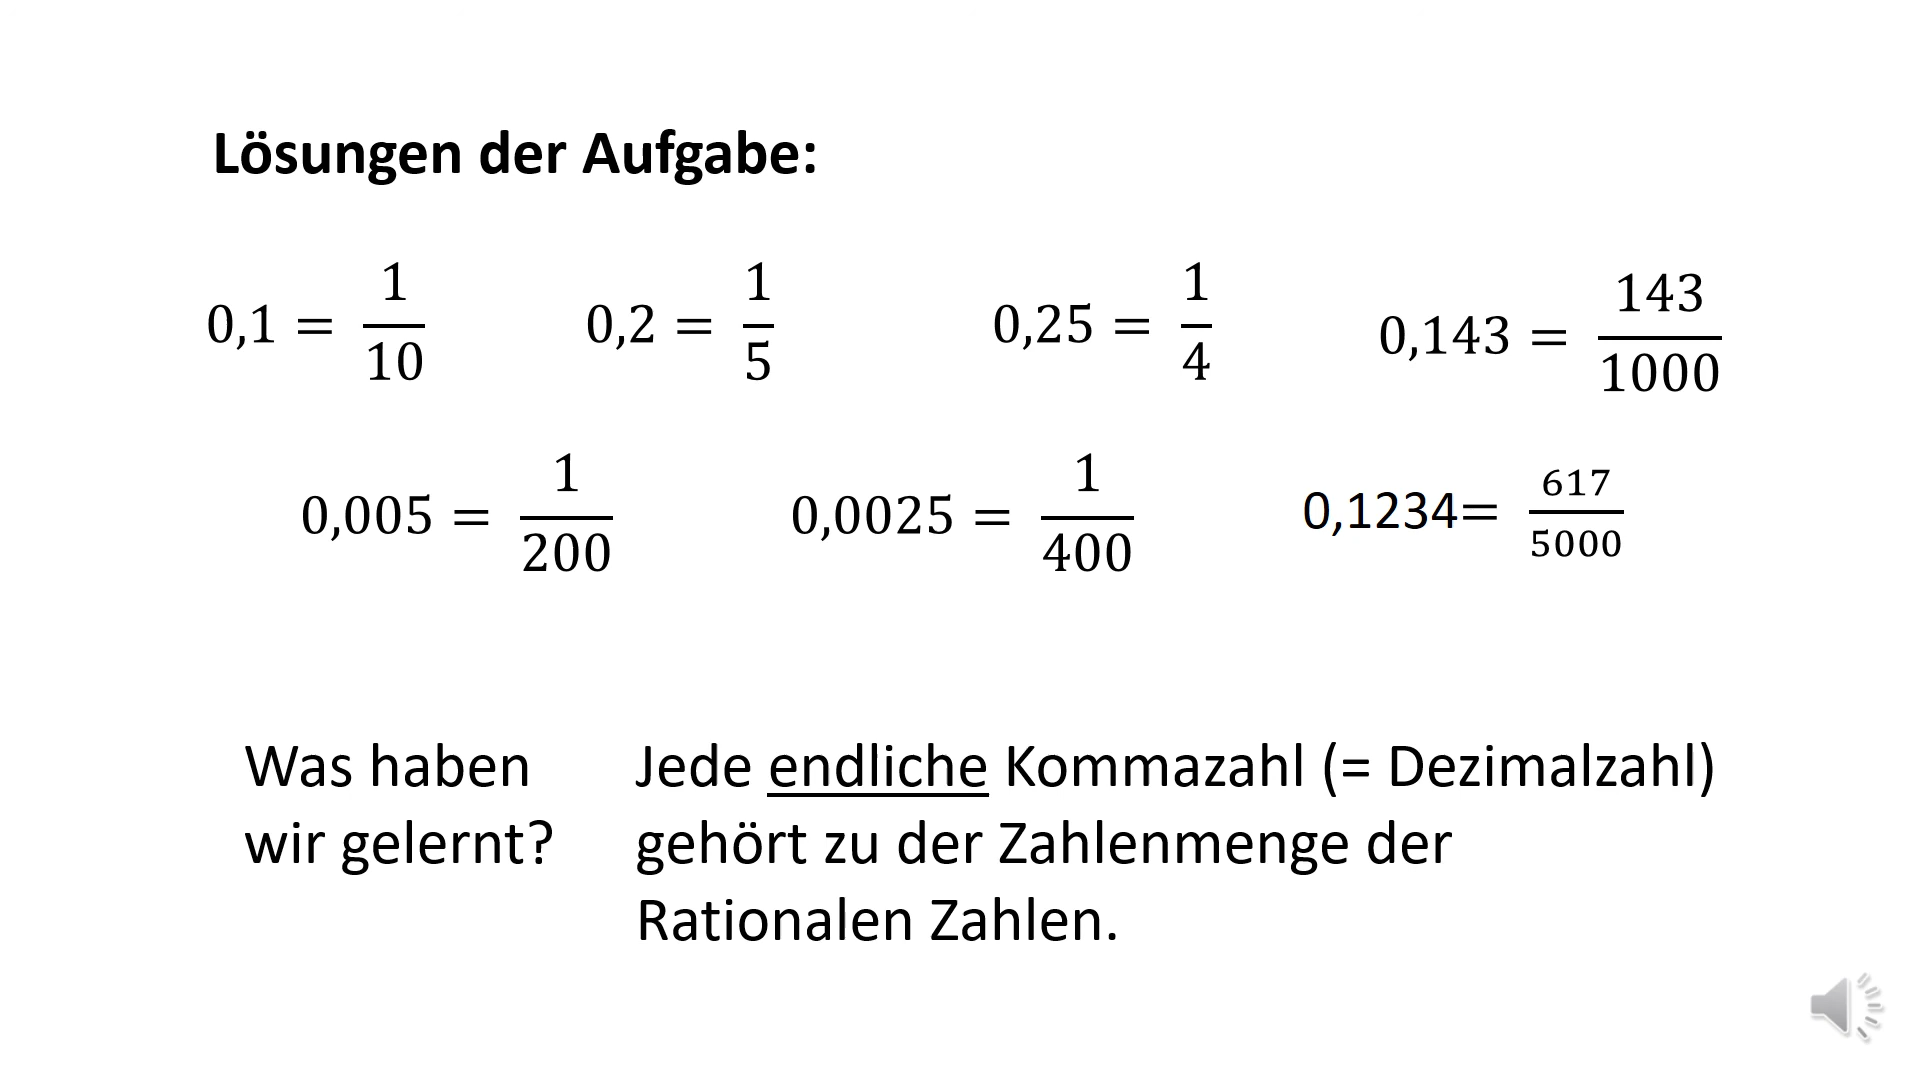 Lösungen der Aufgabe:
0,1 = 1/10 0,2 = 1/5 0,25 = 1/4 0,143 = 143/1000
0,005 = 1/200 0,0025 = 1/400 0,1234= 617/5000
Was haben
wir gelernt?
Jede endliche Kommazahl (= Dezimalzahl)
gehört zu der Zahlenmenge der
Rationalen Zahlen.